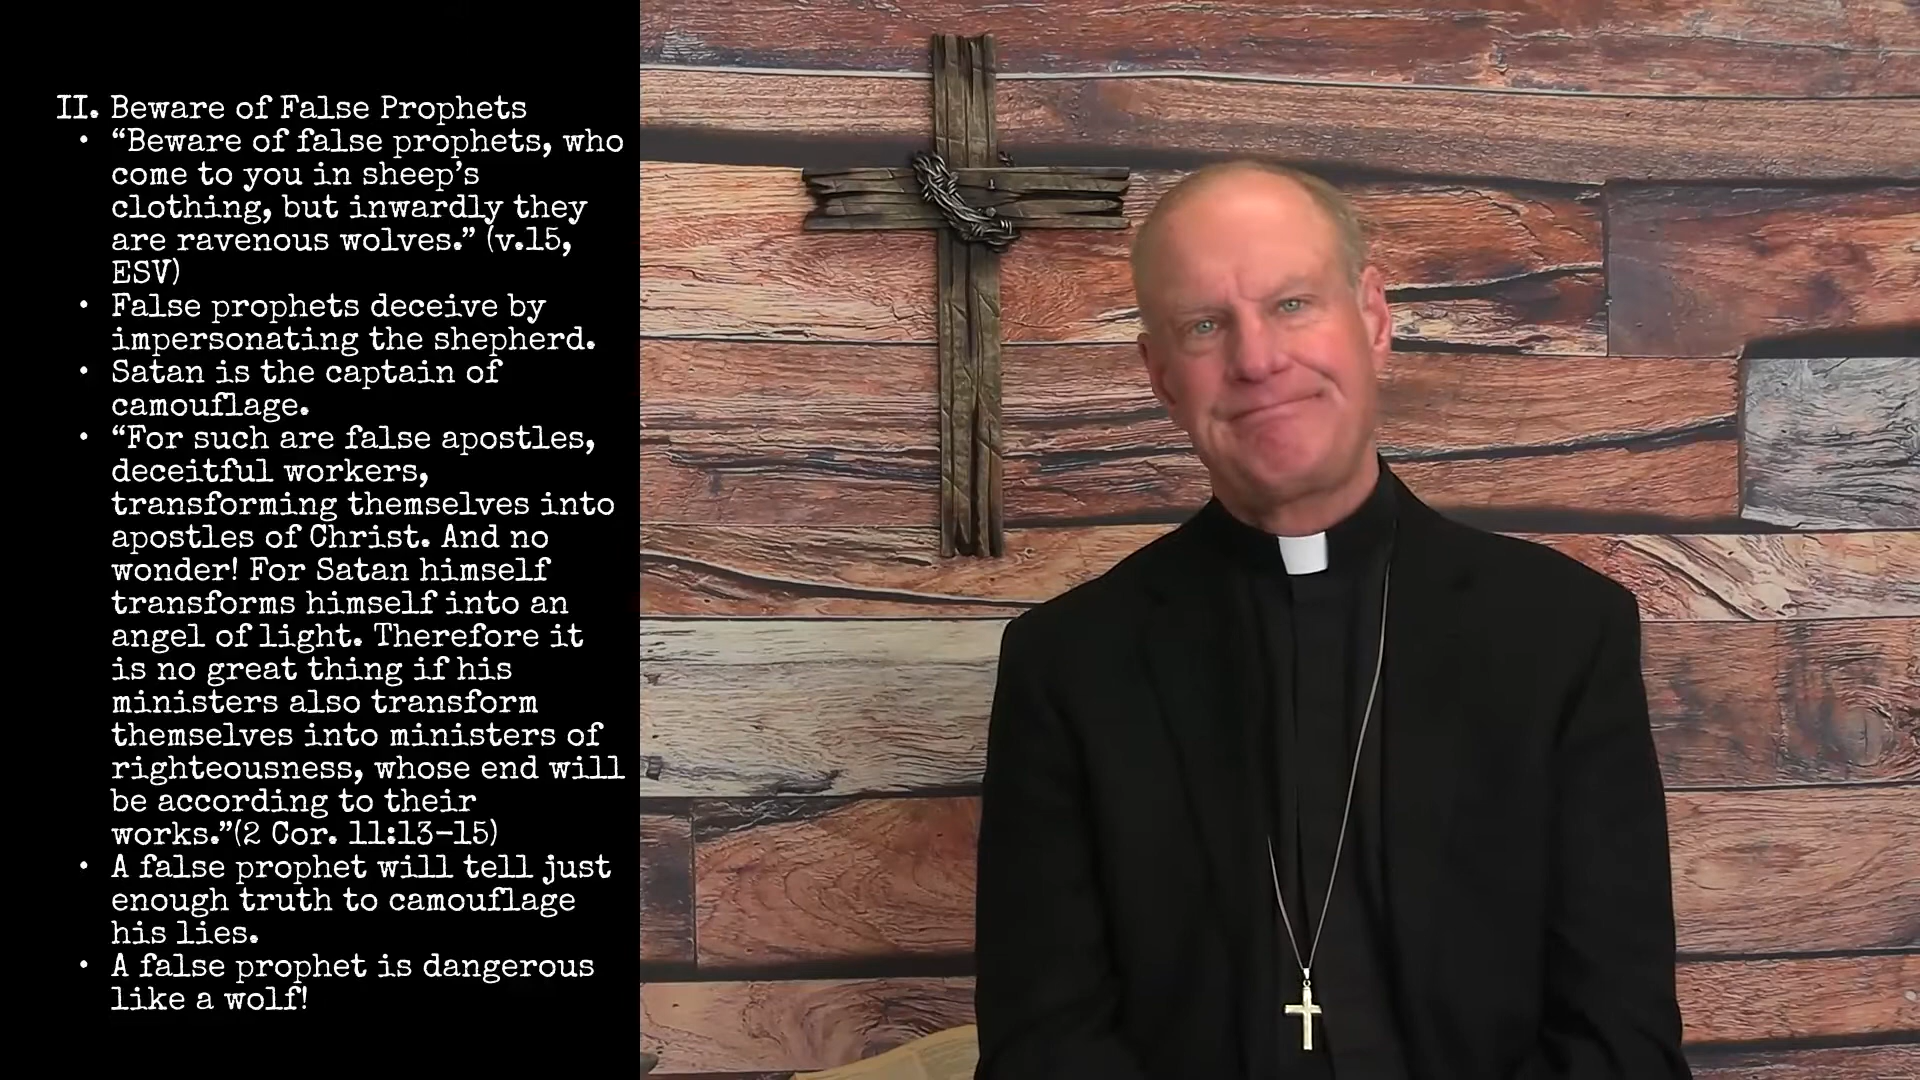 II. Beware of False Prophets
• “Beware of false prophets, who
come to you in sheep’s
clothing, but inwardly they
are ravenous wolves.” (v.15,
ESV)
• False prophets deceive by
impersonating the shepherd.
• Satan is the captain of
camouflage.
• “For such are false apostles,
deceitful workers,
transforming themselves into
apostles of Christ. And no
wonder! For Satan himself
transforms himself into an
angel of light. Therefore it
is no great thing if his
ministers also transform
themselves into ministers of
righteousness, whose end will
be according to their
works.”(2 Cor. 11:13-15)
• A false prophet will tell just
enough truth to camouflage
his lies.
• A false prophet is dangerous
like a wolf!